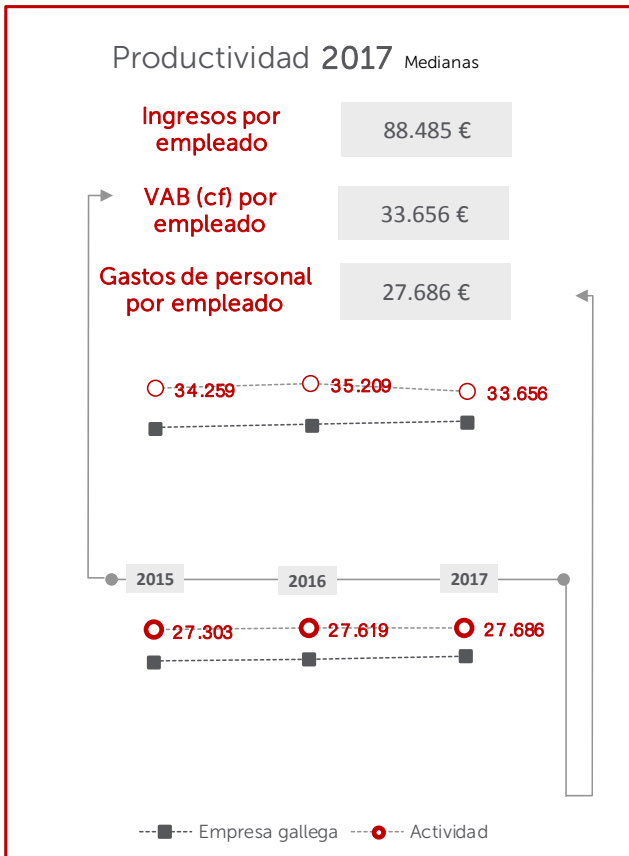 Productividad 2017 Medianas
Ingresos por
empleado
88.485 €
VAB (cf) por
empleado
33.656 €
Gastos de personal
por empleado
27.686 €
34.259
35.209
33.656
2015
2016
2017
27.303
27.619
27.686
Empresa gallega
Actividad